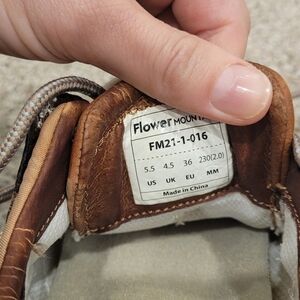 Flower MOUNTAIN
FM21-1-016
5.5 4.5 36 230(2.0)
US UK EU MM
Made in China